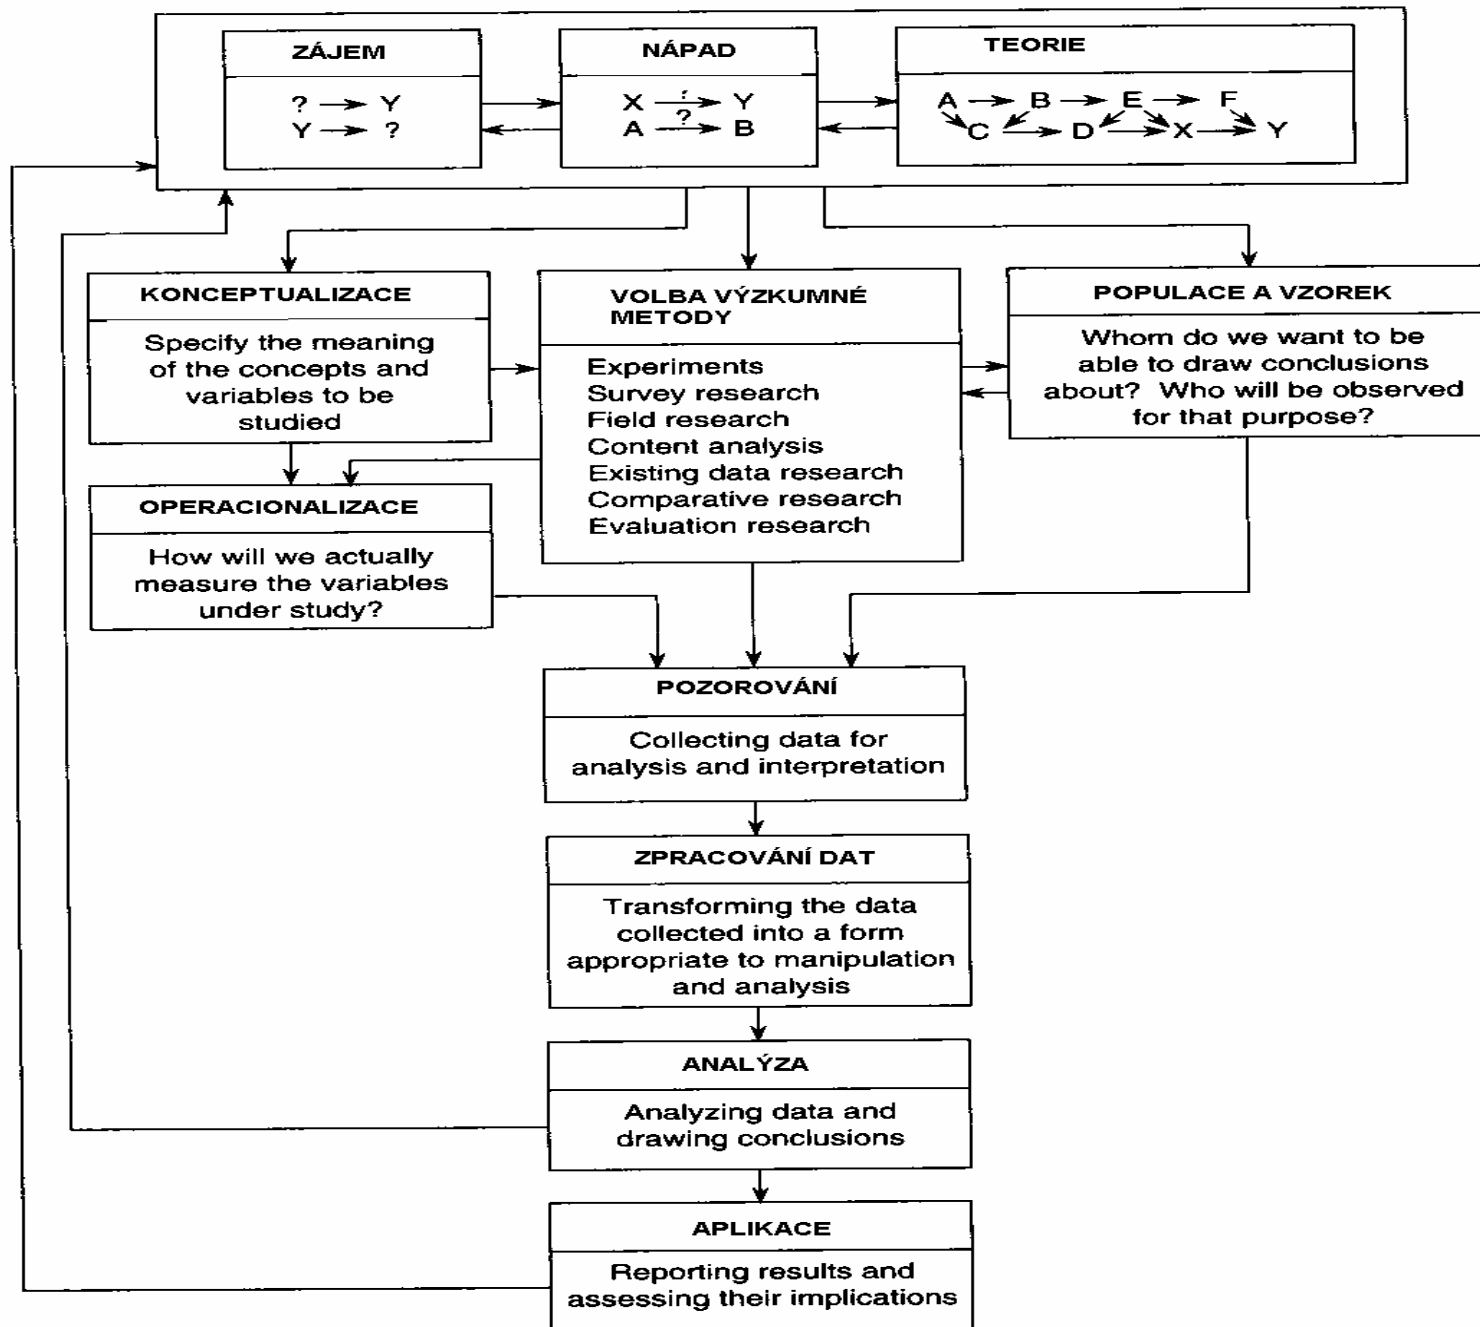 ZÁJEM
? → Y
Y → ?
NÁPAD
X → Y
?
A → B
TEORIE
A → B → E → F
C → D → X → Y
KONCEPTUALIZACE
Specify the meaning
of the concepts and
variables to be
studied
VOLBA VÝZKUMNÉ
METODY
Experiments
Survey research
Field research
Content analysis
Existing data research
Comparative research
Evaluation research
POPULACE A VZOREK
Whom do we want to be
able to draw conclusions
about? Who will be observed
for that purpose?
OPERACIONALIZACE
How will we actually
measure the variables
under study?
POZOROVÁNÍ
Collecting data for
analysis and interpretation
ZPRACOVÁNÍ DAT
Transforming the data
collected into a form
appropriate to manipulation
and analysis
ANALÝZA
Analyzing data and
drawing conclusions
APLIKACE
Reporting results and
assessing their implications